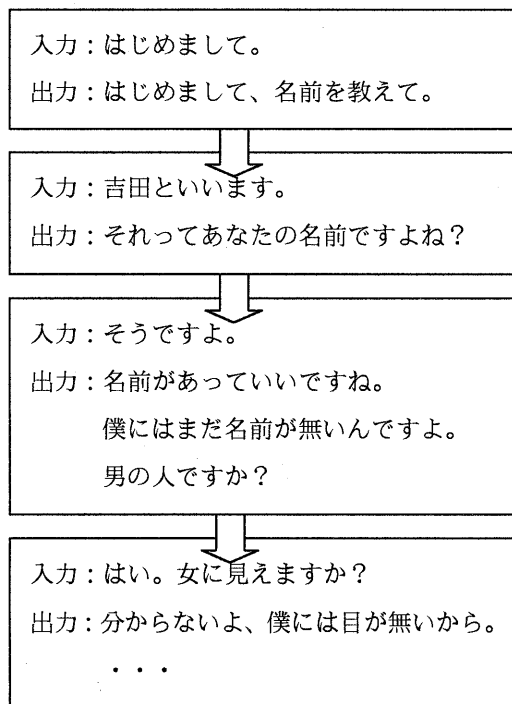 入力：はじめまして。
出力：はじめまして、名前を教えて。
入力：吉田といいます。
出力：それってあなたの名前ですよね？
入力：そうですよ。
出力：名前があっていいですね。
僕にはまだ名前が無いんですよ。
男の人ですか？
入力：はい。女に見えますか？
出力：分からないよ、僕には目が無いから。
・・・